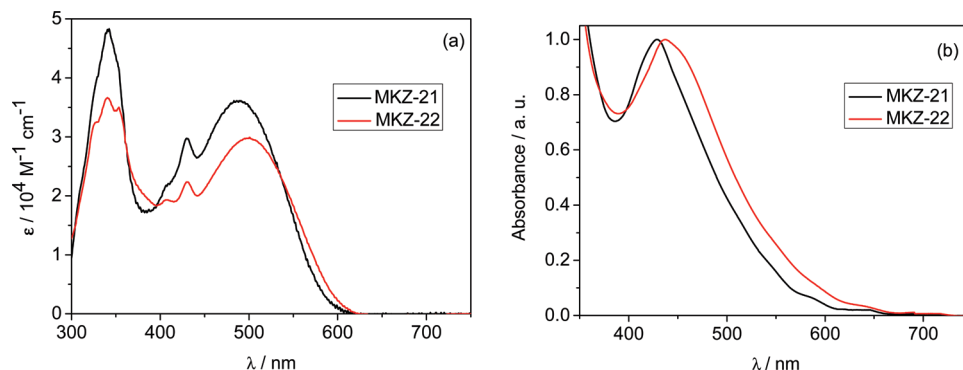 (a)
MKZ-21
MKZ-22
ε / 10⁴ M⁻¹ cm⁻¹
5
4
3
2
1
0
300 400 500 600 700
λ / nm
(b)
MKZ-21
MKZ-22
Absorbance / a. u.
1.0
0.8
0.6
0.4
0.2
0.0
400 500 600 700
λ / nm